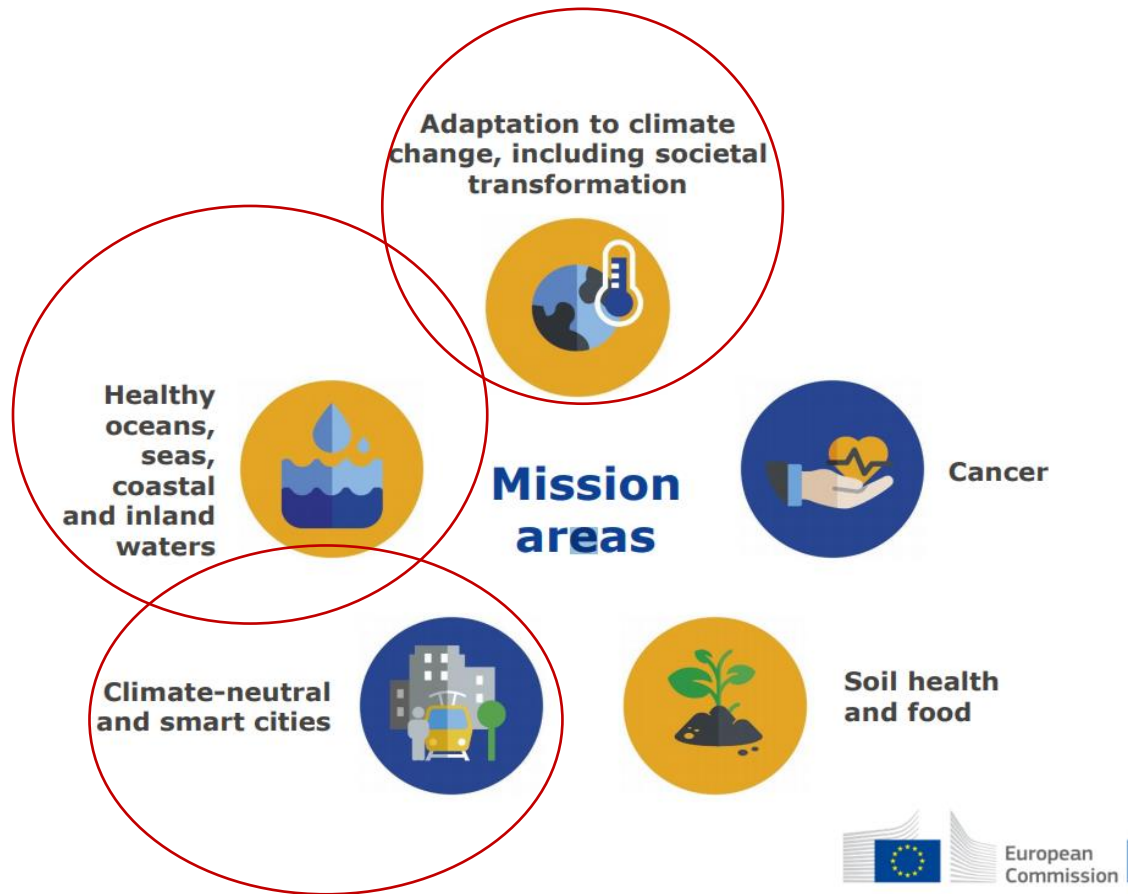 Adaptation to climate
change, including societal
transformation
Healthy
oceans,
seas,
coastal
and inland
waters
Mission
areas
Cancer
Climate-neutral
and smart cities
Soil health
and food
European
Commission